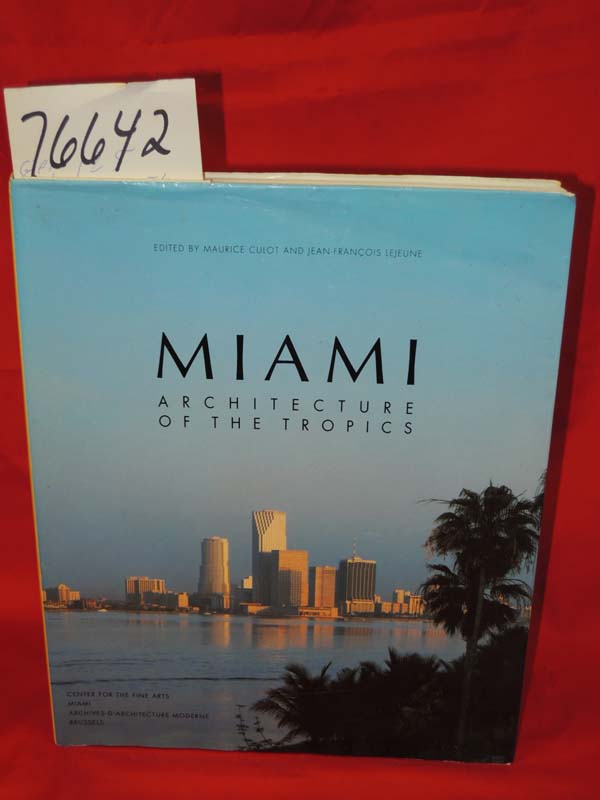 76642
EDITED BY MAURICE CULOT AND JEAN-FRANÇOIS LEJEUNE
MIAMI
ARCHITECTURE
OF THE TROPICS
CENTER FOR THE FINE ARTS
MIAMI
ARCHIVES D'ARCHITECTURE MODERNE
BRUSSELS